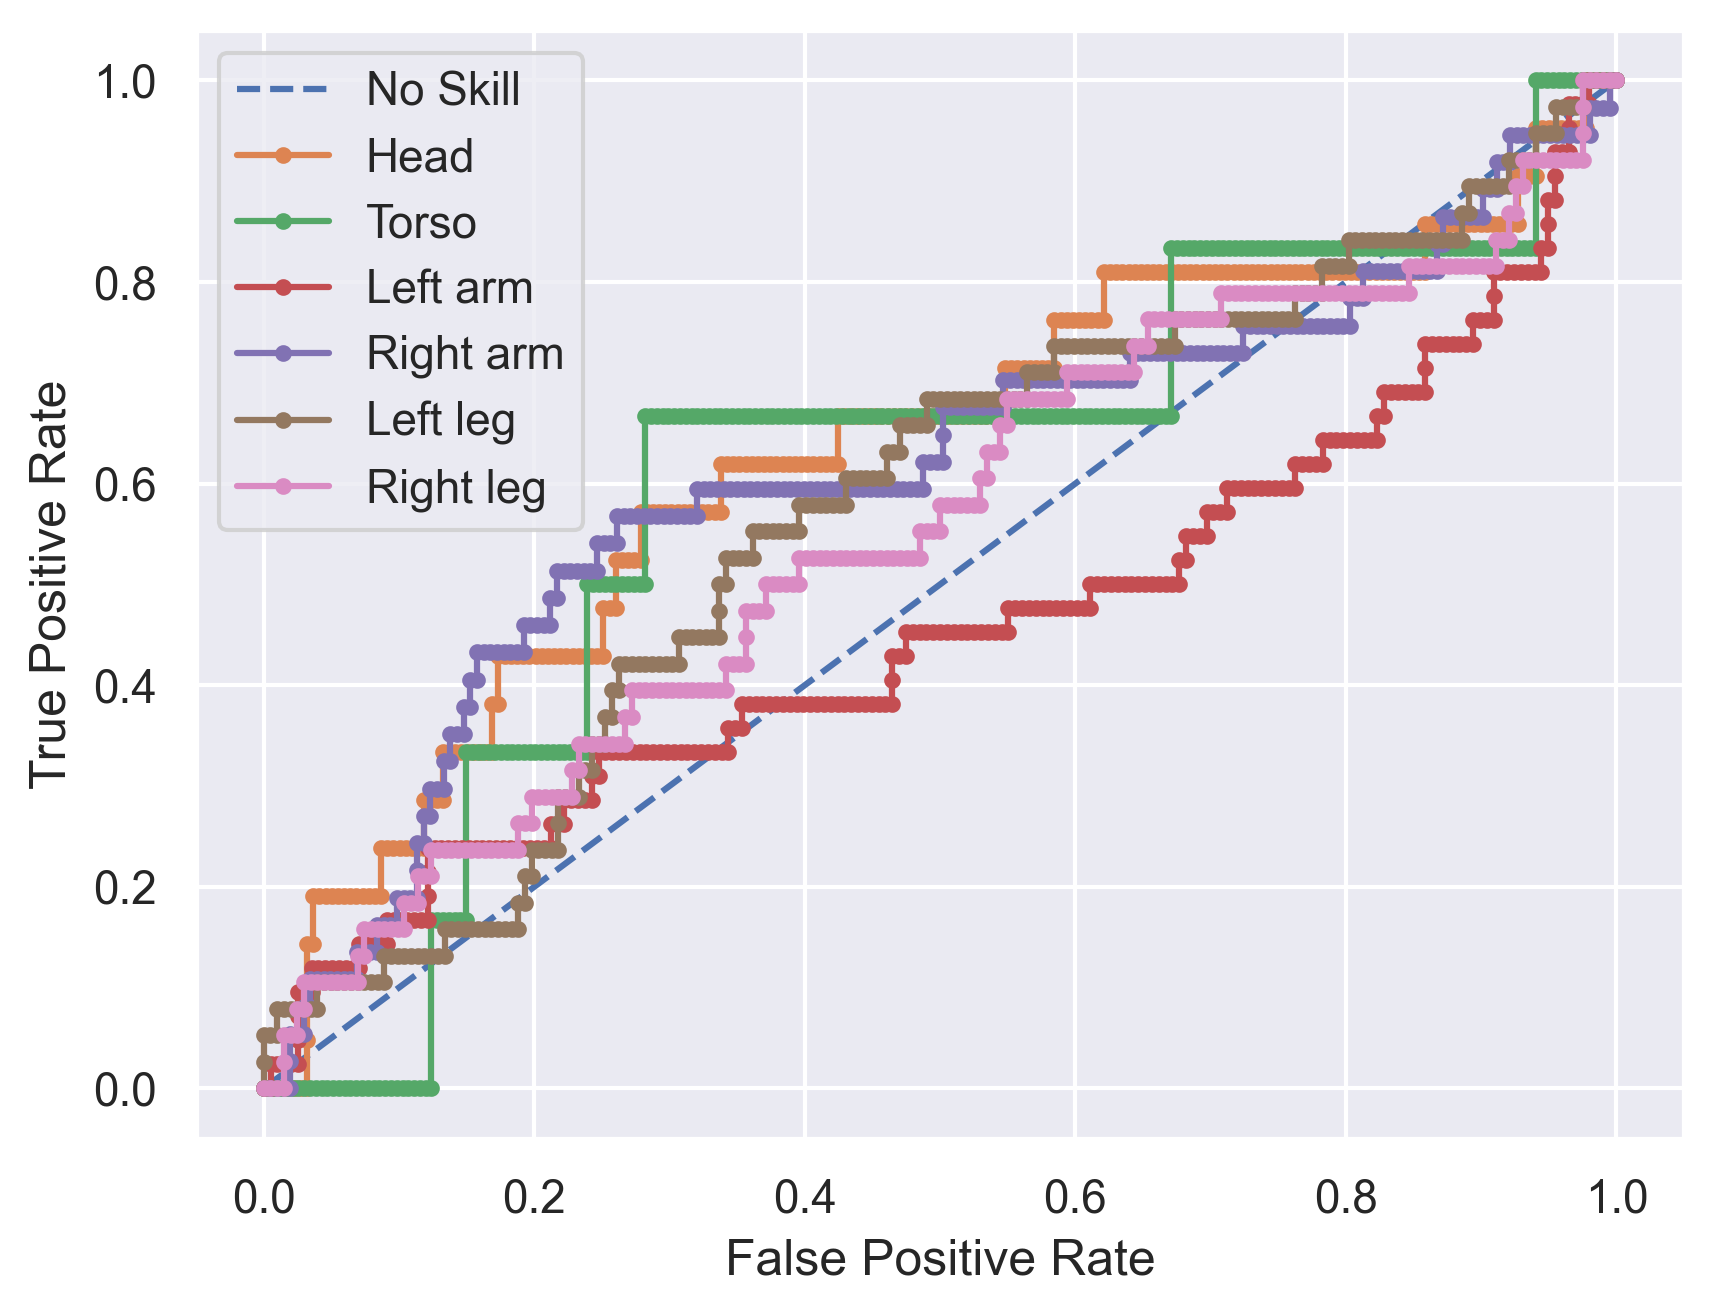 No Skill
Head
Torso
Left arm
Right arm
Left leg
Right leg
1.0
0.8
0.6
0.4
0.2
0.0
True Positive Rate
0.0 0.2 0.4 0.6 0.8 1.0
False Positive Rate